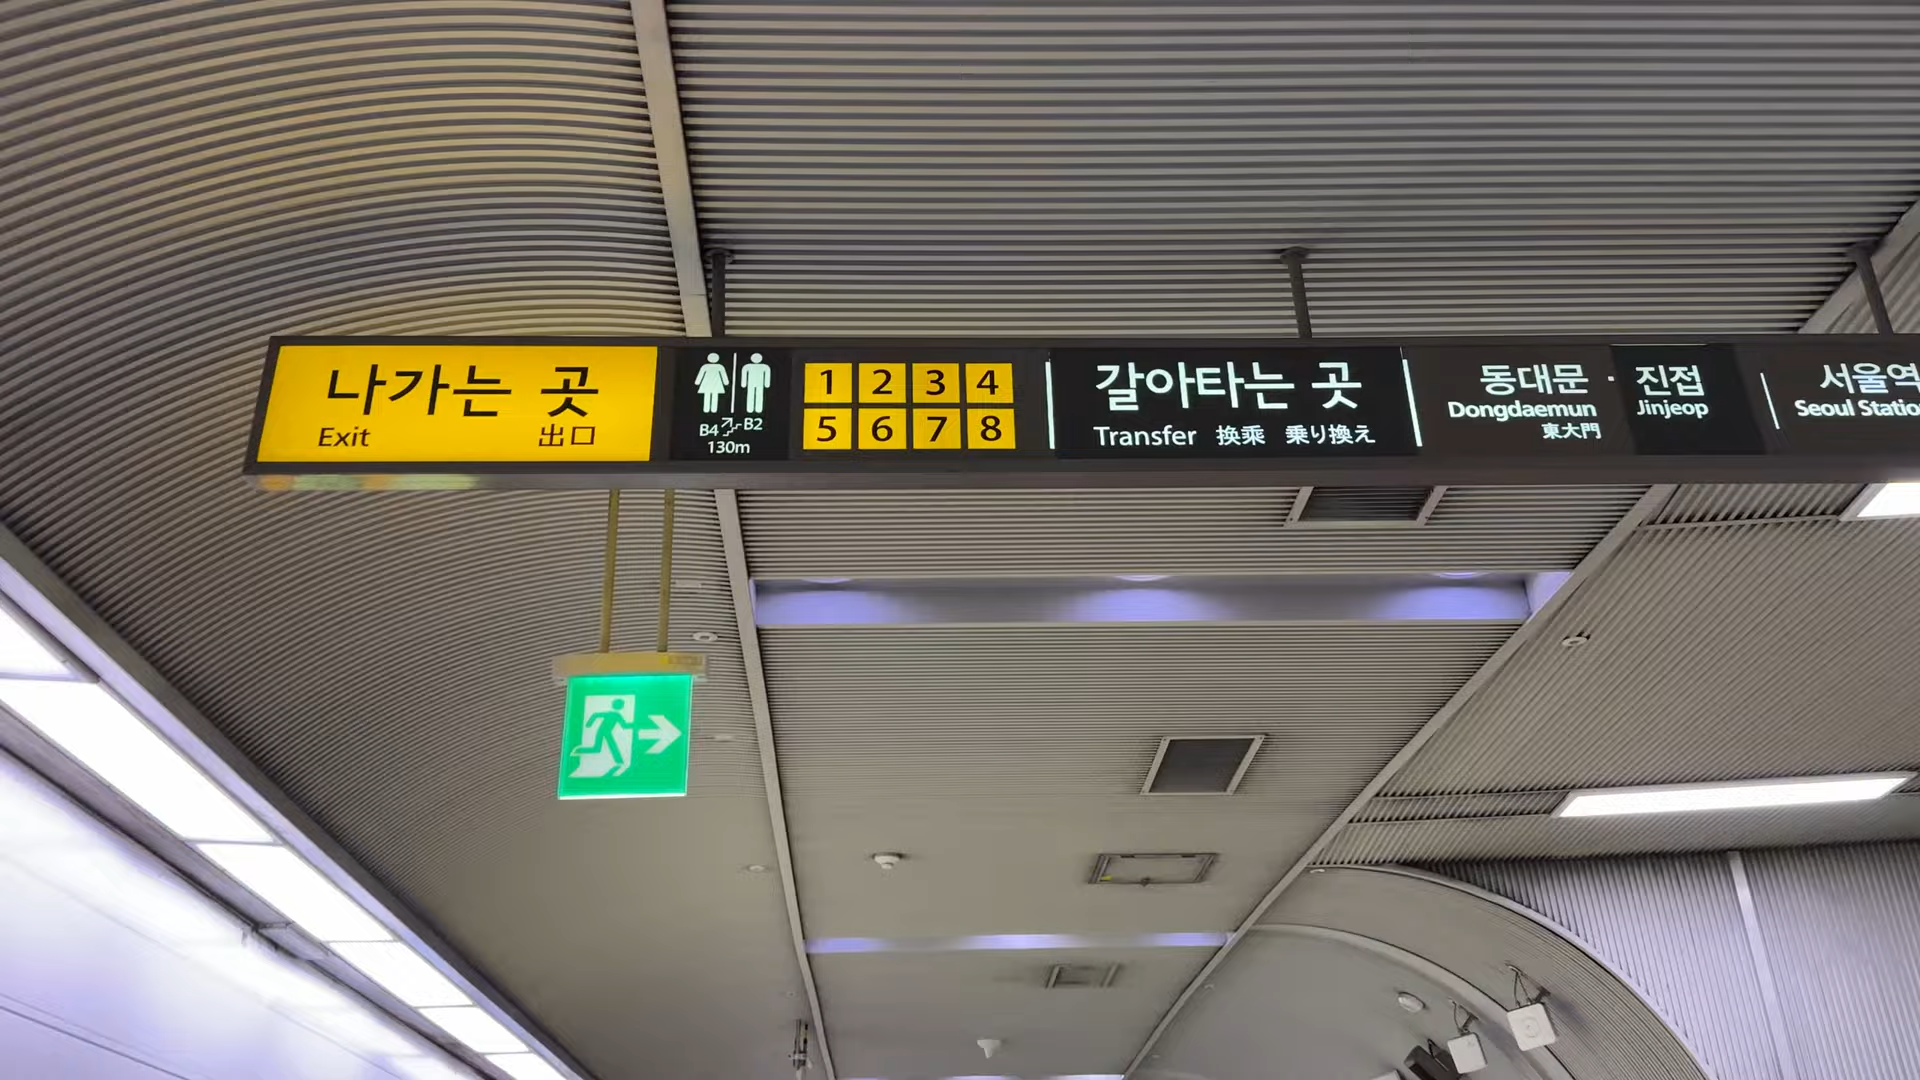 나가는 곳
Exit 出口
B4 B2
130m
1 2 3 4
5 6 7 8
갈아타는 곳
Transfer 换乘 乗り換え
동대문 · 진접
Dongdaemun Jinjeop
東大門
서울역
Seoul Station